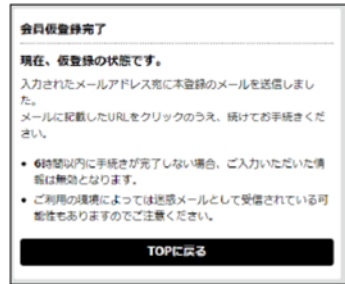 会員仮登録完了
現在、仮登録の状態です。
入力されたメールアドレス宛に本登録のメールを送信しまし
た。
メールに記載したURLをクリックのうえ、続けてお手続きくだ
さい。
• 6時間以内に手続きが完了しない場合、ご入力いただいた情
報は無効となります。
• ご利用の環境によっては迷惑メールとして受信されている可
能性もありますのでご注意ください。
TOPに戻る